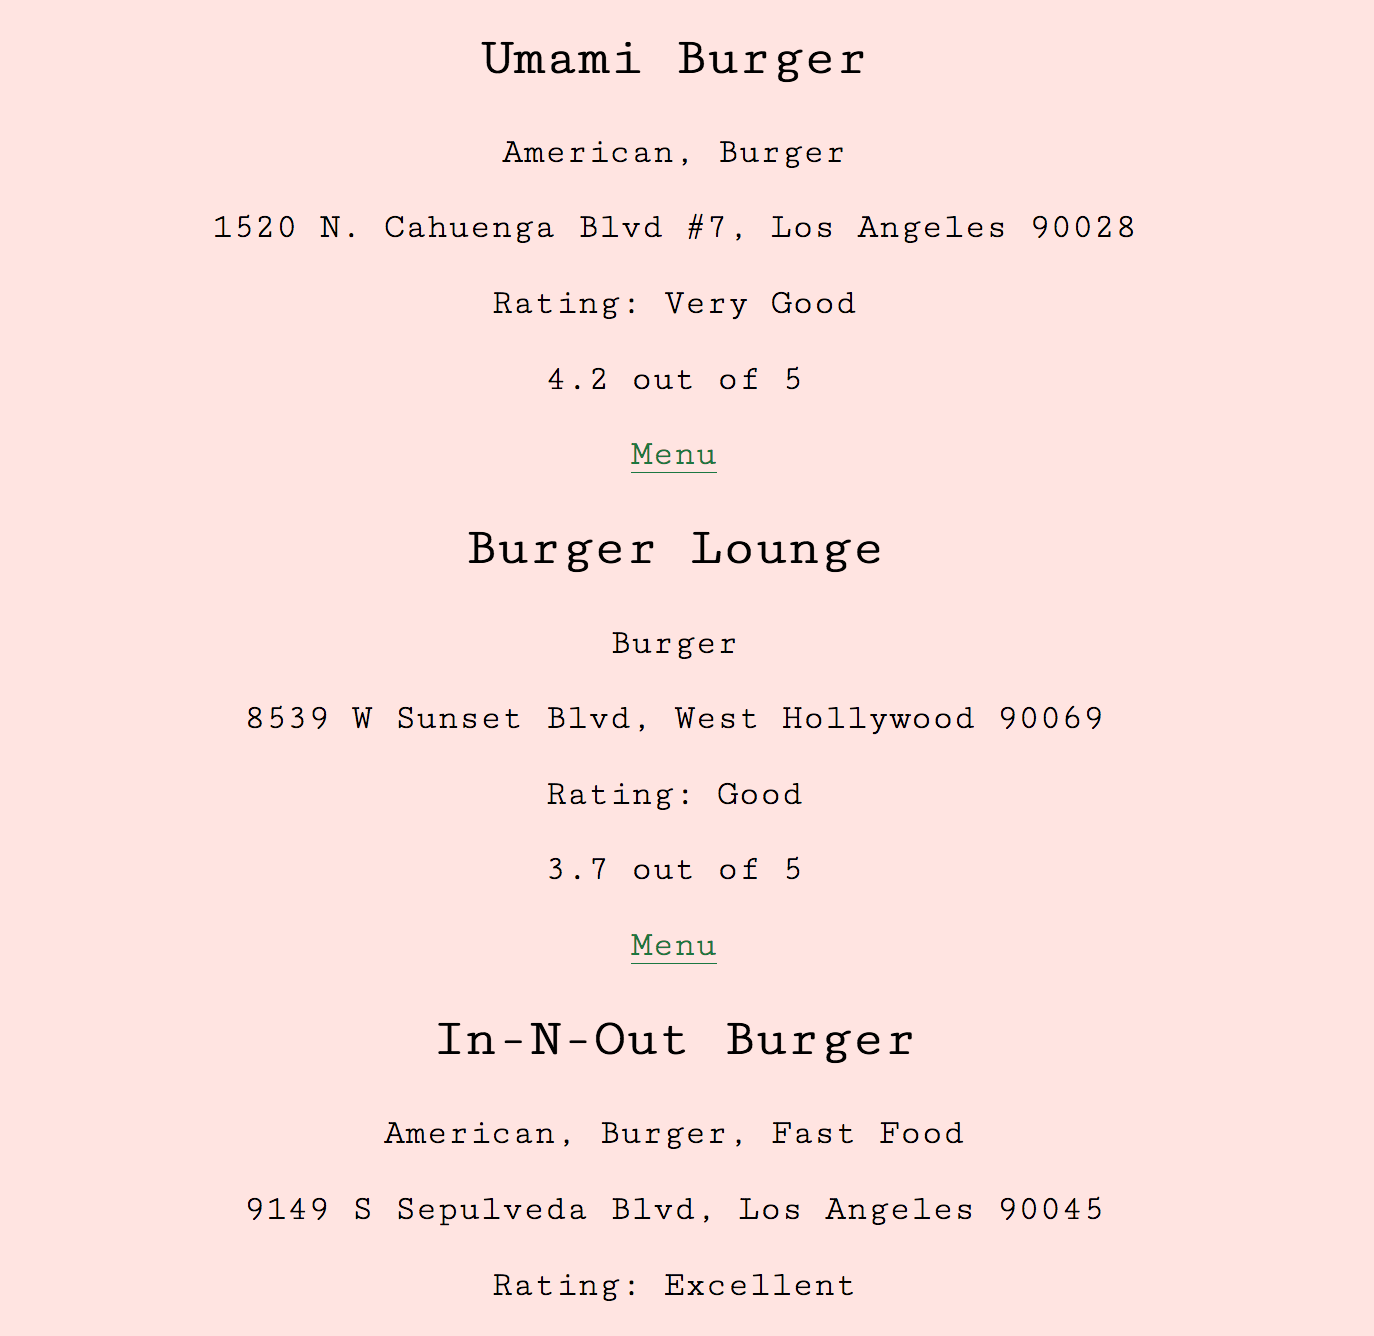 Umami Burger
American, Burger
1520 N. Cahuenga Blvd #7, Los Angeles 90028
Rating: Very Good
4.2 out of 5
Menu
Burger Lounge
Burger
8539 W Sunset Blvd, West Hollywood 90069
Rating: Good
3.7 out of 5
Menu
In-N-Out Burger
American, Burger, Fast Food
9149 S Sepulveda Blvd, Los Angeles 90045
Rating: Excellent